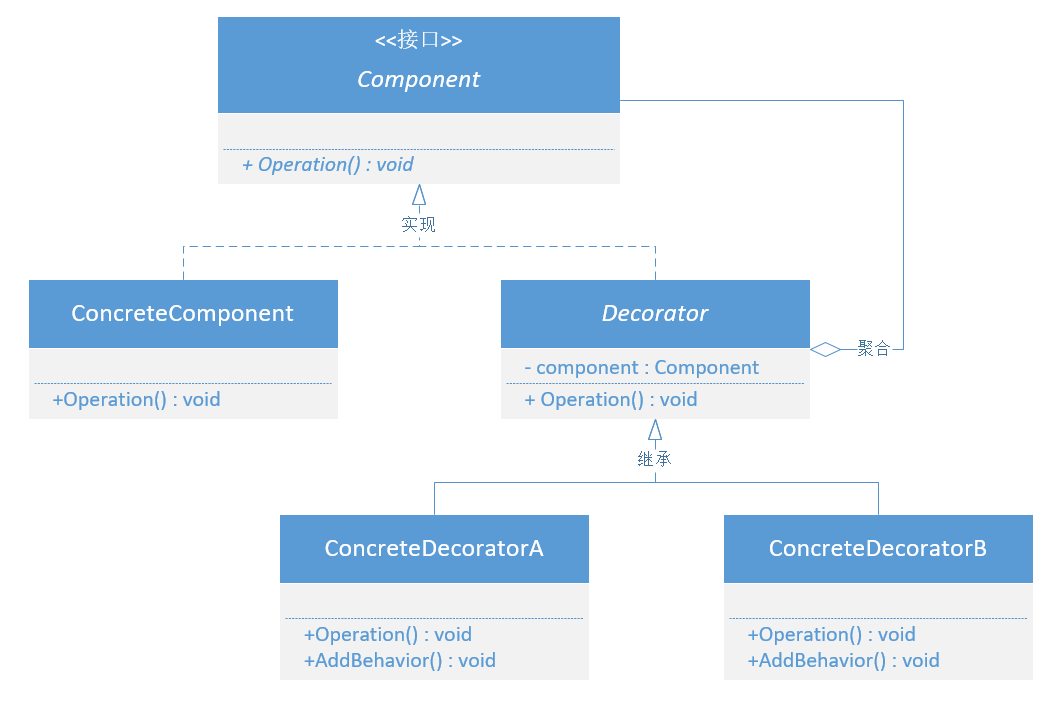 <<接口>>
Component
+ Operation() : void
实现
ConcreteComponent
+Operation() : void
Decorator
- component : Component
+ Operation() : void
聚合
继承
ConcreteDecoratorA
+Operation() : void
+AddBehavior() : void
ConcreteDecoratorB
+Operation() : void
+AddBehavior() : void